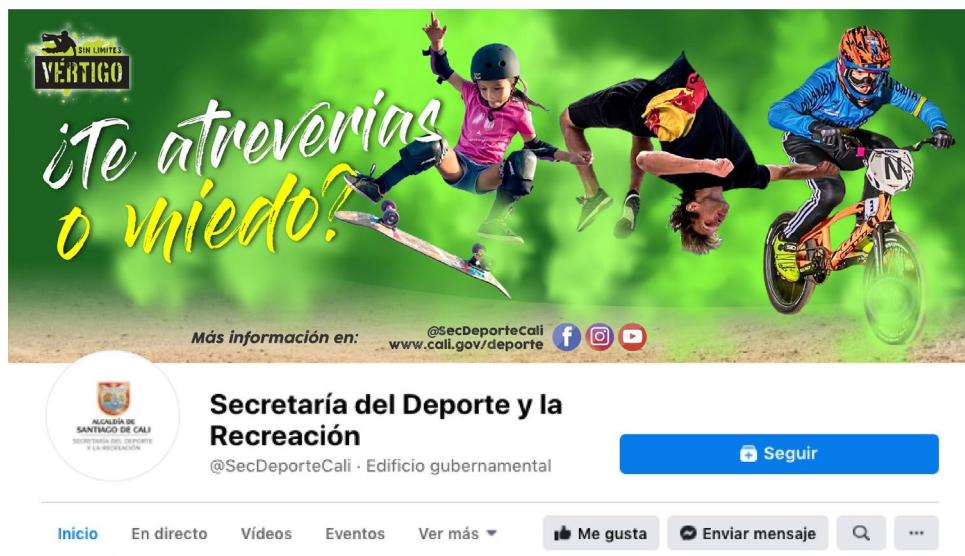 SIN LIMITES
VÉRTIGO
¿Te atreverías
o miedo?
N
Más información en:
@SecDeporteCali
www.cali.gov/deporte
ALCALDÍA DE
SANTIAGO DE CALI
SECRETARÍA DEL DEPORTE
Y LA RECREACIÓN
Secretaría del Deporte y la
Recreación
@SecDeporteCali · Edificio gubernamental
Seguir
Inicio En directo Vídeos Eventos Ver más Me gusta Enviar mensaje